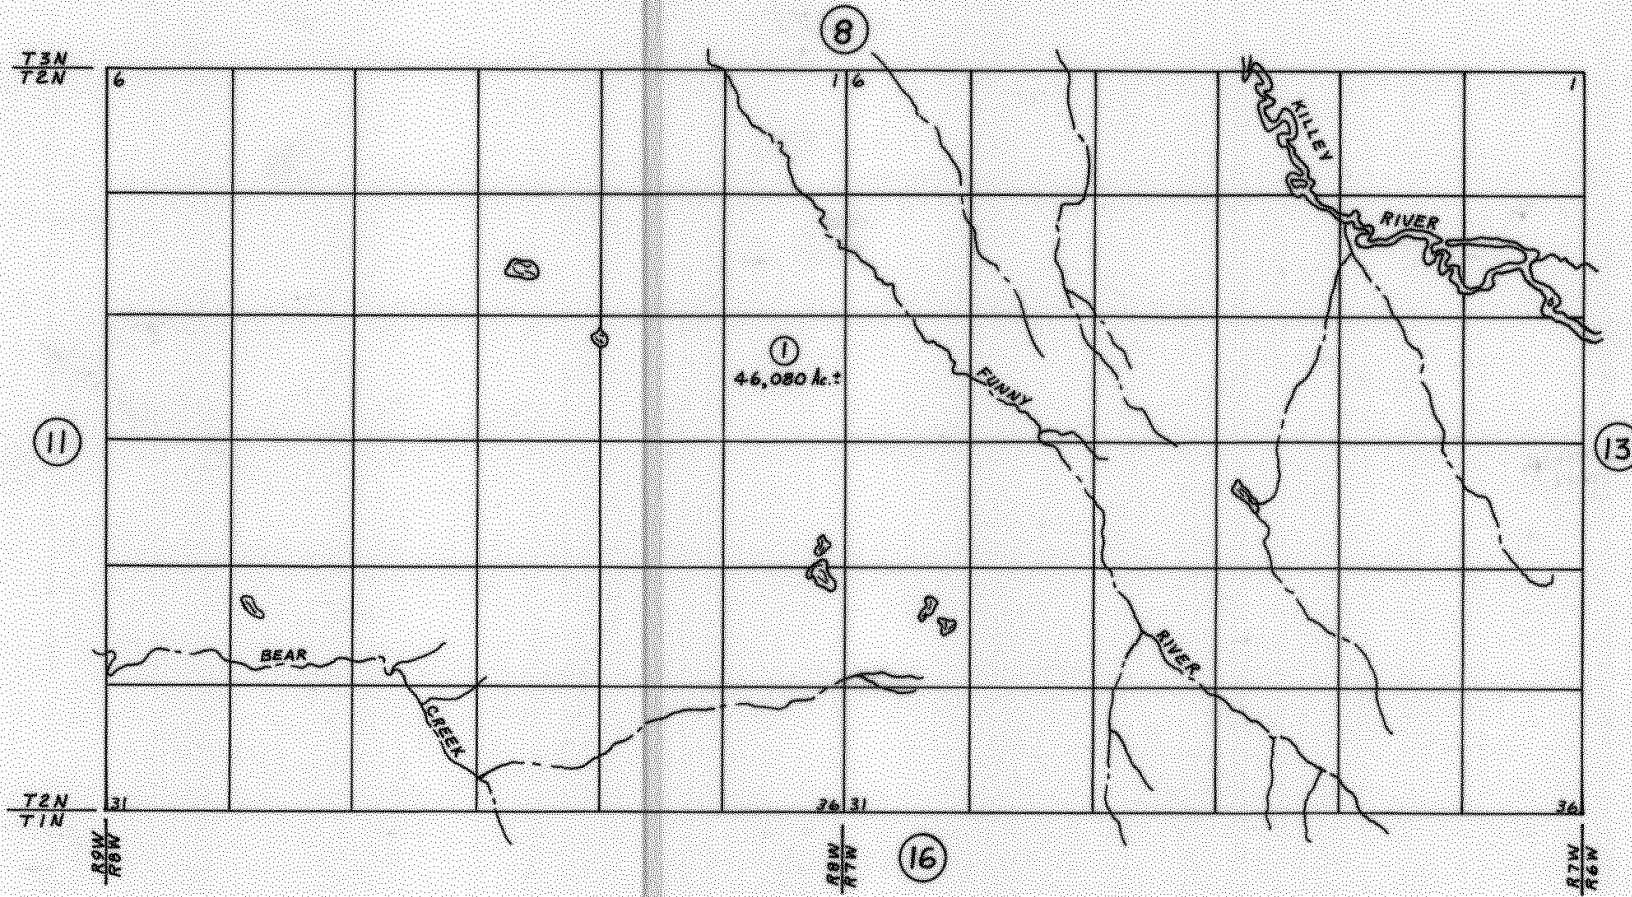 8
T3N
T2N
6
1
6
1
KILLEY
RIVER
1
46,080 Ac.±
FUNNY
11
13
BEAR
CREEK
RIVER
T2N
T1N
31
36
31
36
R9W
R8W
R8W
R7W
16
R7W
R6W